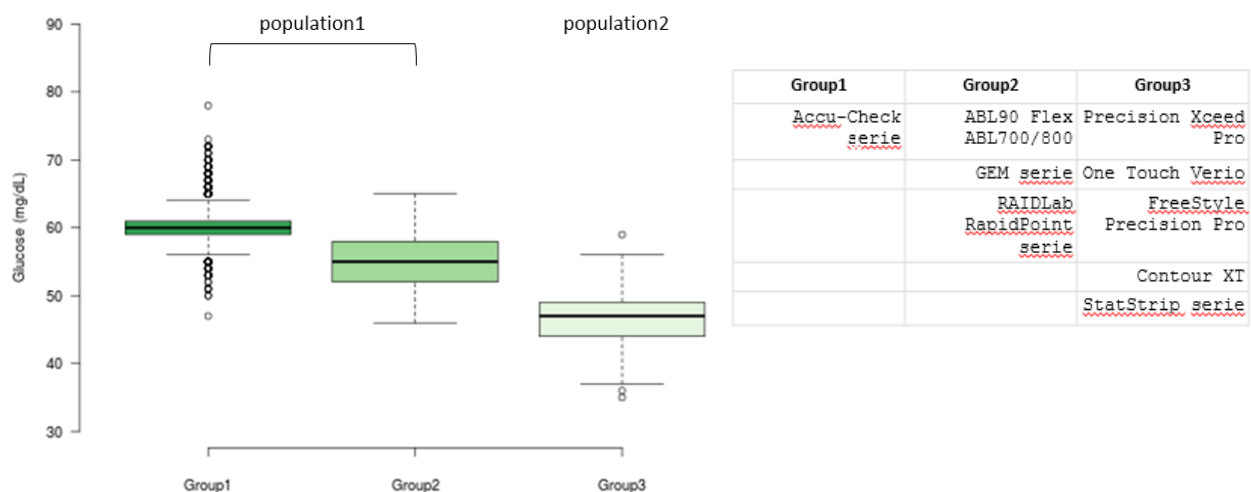 population1
population2
90
80
70
60
50
40
30
Glucose (mg/dL)
Group1
Group2
Group3
Group1 Group2 Group3
Accu-Check
serie
ABL90 Flex
ABL700/800
Precision Xceed
Pro
GEM serie
One Touch Verio
RAIDLab
RapidPoint
serie
FreeStyle
Precision Pro
Contour XT
StatStrip serie